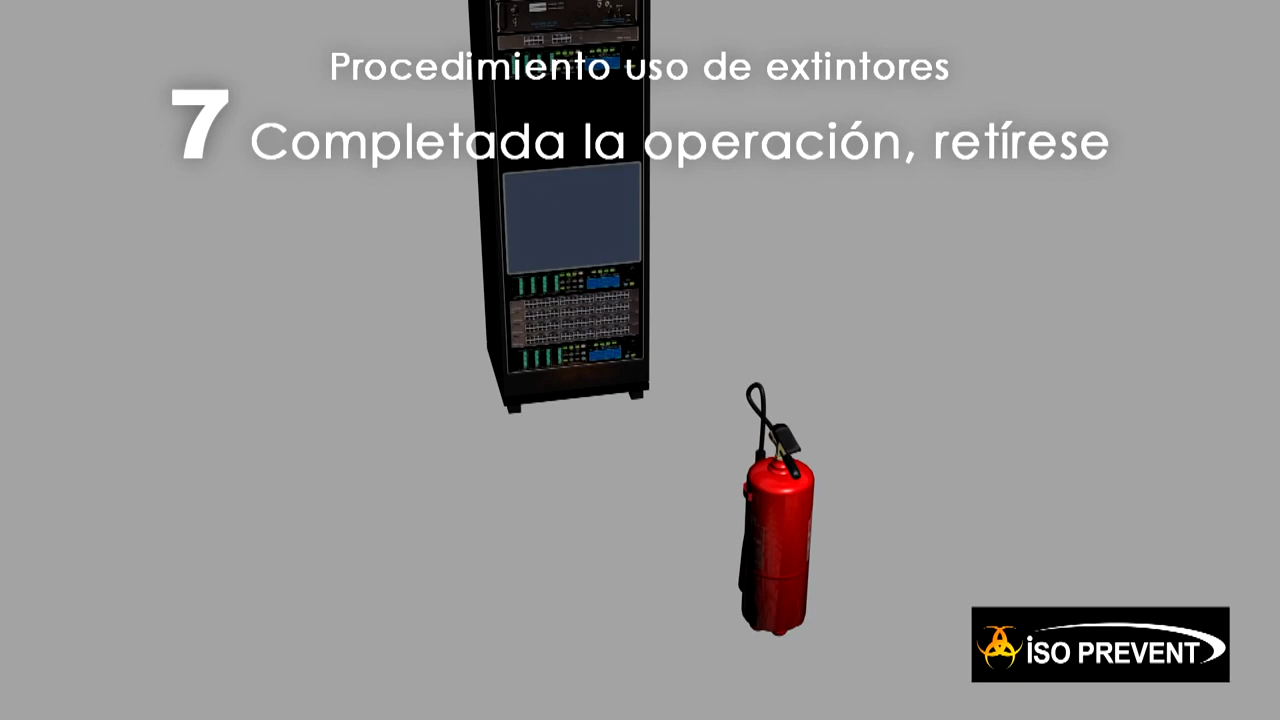 Procedimiento uso de extintores
7 Completada la operación, retírese
iSO PREVENT